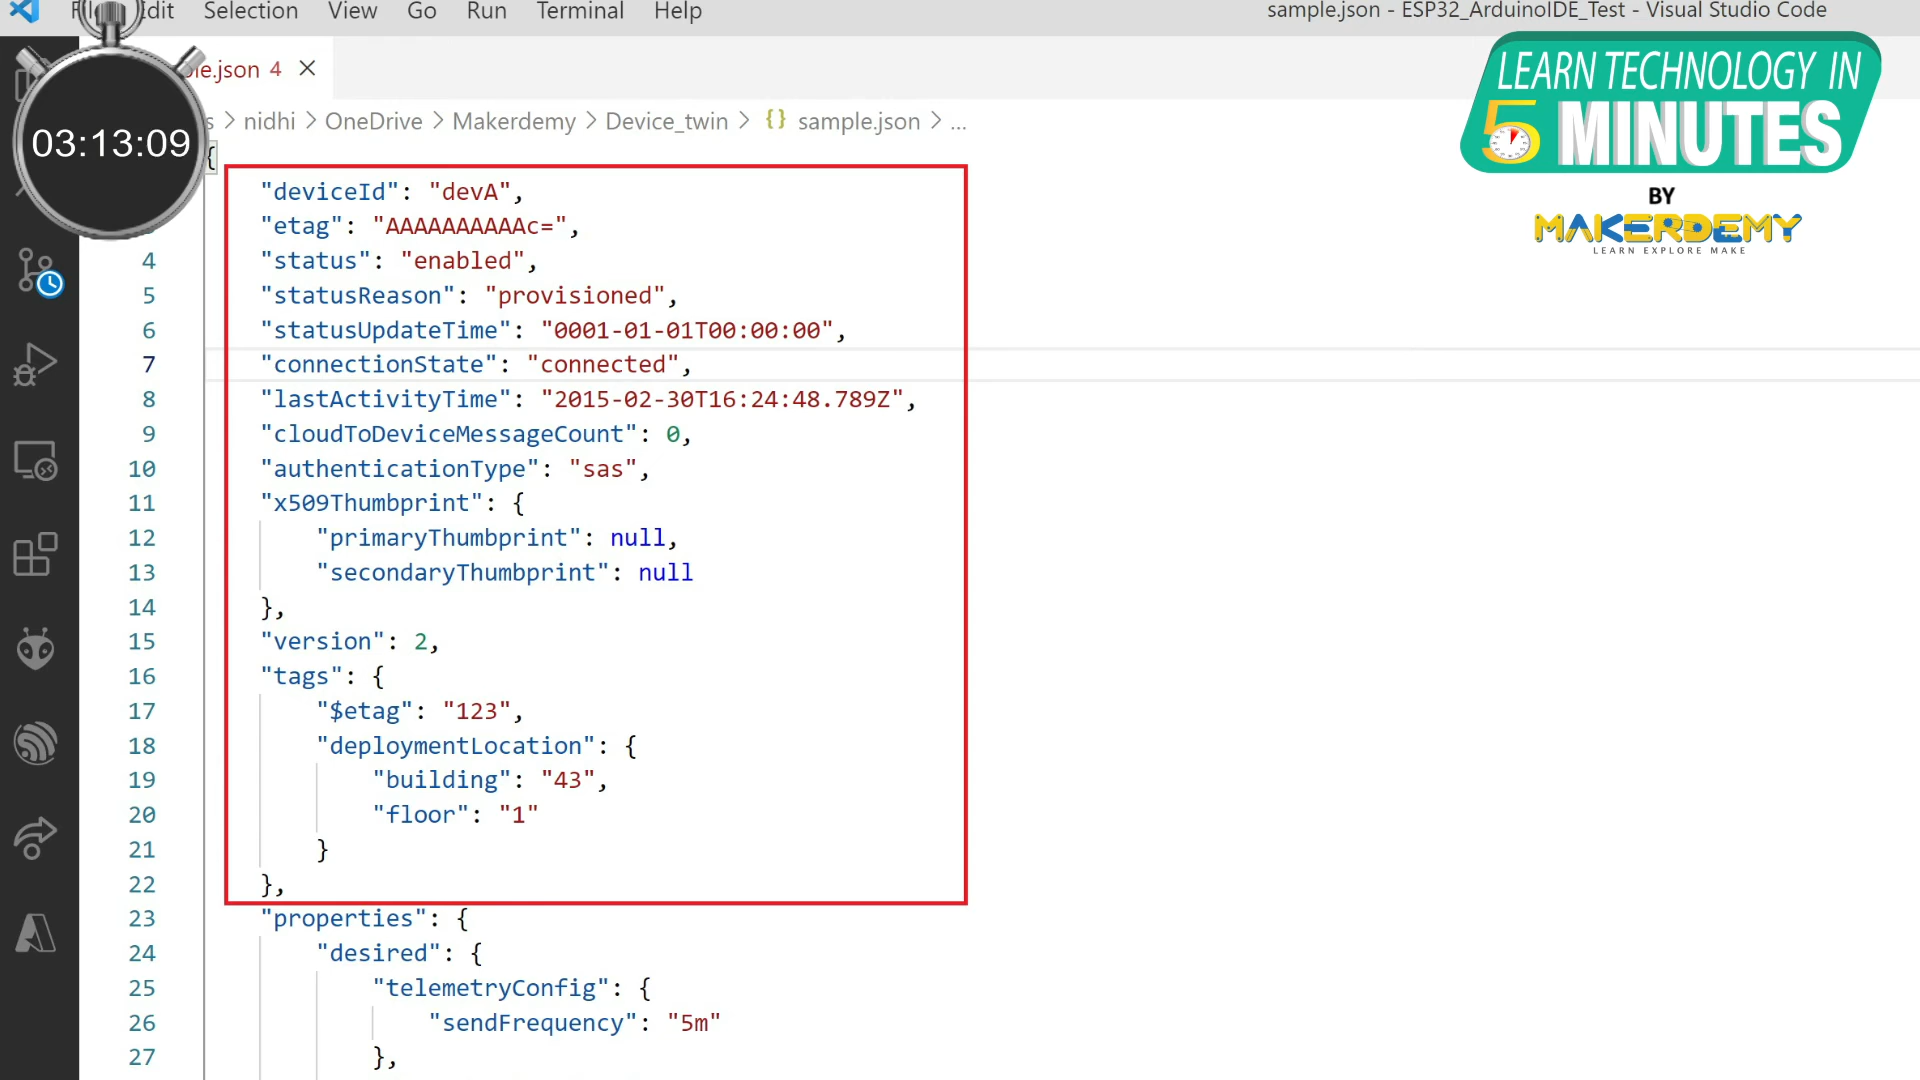 Edit Selection View Go Run Terminal Help
sample.json - ESP32_ArduinoIDE_Test - Visual Studio Code
le.json 4
03:13:09
s > nidhi > OneDrive > Makerdemy > Device_twin > {} sample.json > ...
LEARN TECHNOLOGY IN
5 MINUTES
BY
MAKERDEMY
LEARN EXPLORE MAKE
{
"deviceId": "devA",
"etag": "AAAAAAAAAAc=",
4 "status": "enabled",
5 "statusReason": "provisioned",
6 "statusUpdateTime": "0001-01-01T00:00:00",
7 "connectionState": "connected",
8 "lastActivityTime": "2015-02-30T16:24:48.789Z",
9 "cloudToDeviceMessageCount": 0,
10 "authenticationType": "sas",
11 "x509Thumbprint": {
12 "primaryThumbprint": null,
13 "secondaryThumbprint": null
14 },
15 "version": 2,
16 "tags": {
17 "$etag": "123",
18 "deploymentLocation": {
19 "building": "43",
20 "floor": "1"
21 }
22 },
23 "properties": {
24 "desired": {
25 "telemetryConfig": {
26 "sendFrequency": "5m"
27 },